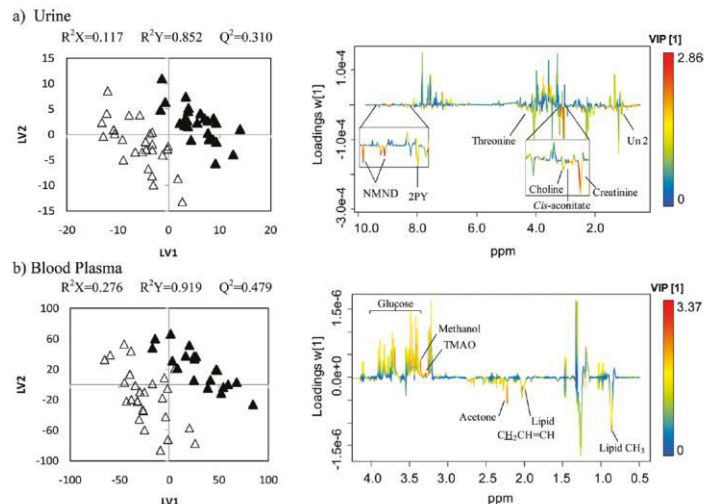 a) Urine
R²X=0.117 R²Y=0.852 Q²=0.310
15
10
5
0
-5
-10
-15
LV2
-20 -10 0 10 20
LV1
Loadings w[1]
1.0e-4
-1.0e-4
-3.0e-4
Threonine
Un 2
NMND
2PY
Choline
Cis-aconitate
Creatinine
10.0 8.0 6.0 4.0 2.0
ppm
VIP [1]
2.86
0
b) Blood Plasma
R²X=0.276 R²Y=0.919 Q²=0.479
100
60
20
-20
-60
-100
LV2
-100 -50 0 50 100
LV1
Loadings w[1]
1.5e-6
0.0e+0
-1.5e-6
Glucose
Methanol
TMAO
Acetone
Lipid
CH₂CH=CH
Lipid CH₃
4.0 3.5 3.0 2.5 2.0 1.5 1.0 0.5
ppm
VIP [1]
3.37
0